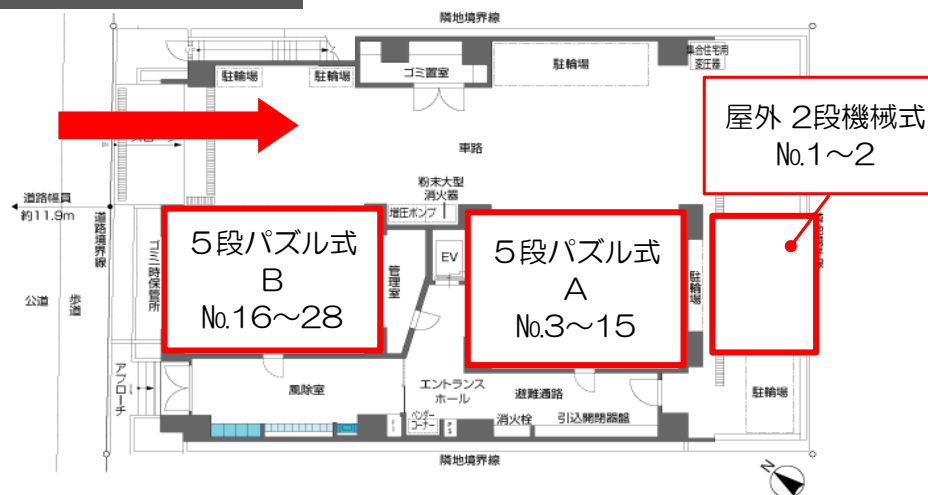 隣地境界線
駐輪場
駐輪場
ゴミ置室
駐輪場
集合住宅用
変圧器
屋外 2段機械式
№1～2
車路
粉末大型
消火器
増圧ポンプ
道路幅員
約11.9m
道路境界線
ゴミ一時保管所
5段パズル式
B
№16～28
管理室
EV
5段パズル式
A
№3～15
駐輪場
公道
歩道
アプローチ
風除室
エントランス
ホール
避難通路
ベンダー
コーナー
PS
消火栓
引込開閉器盤
駐輪場
隣地境界線
N